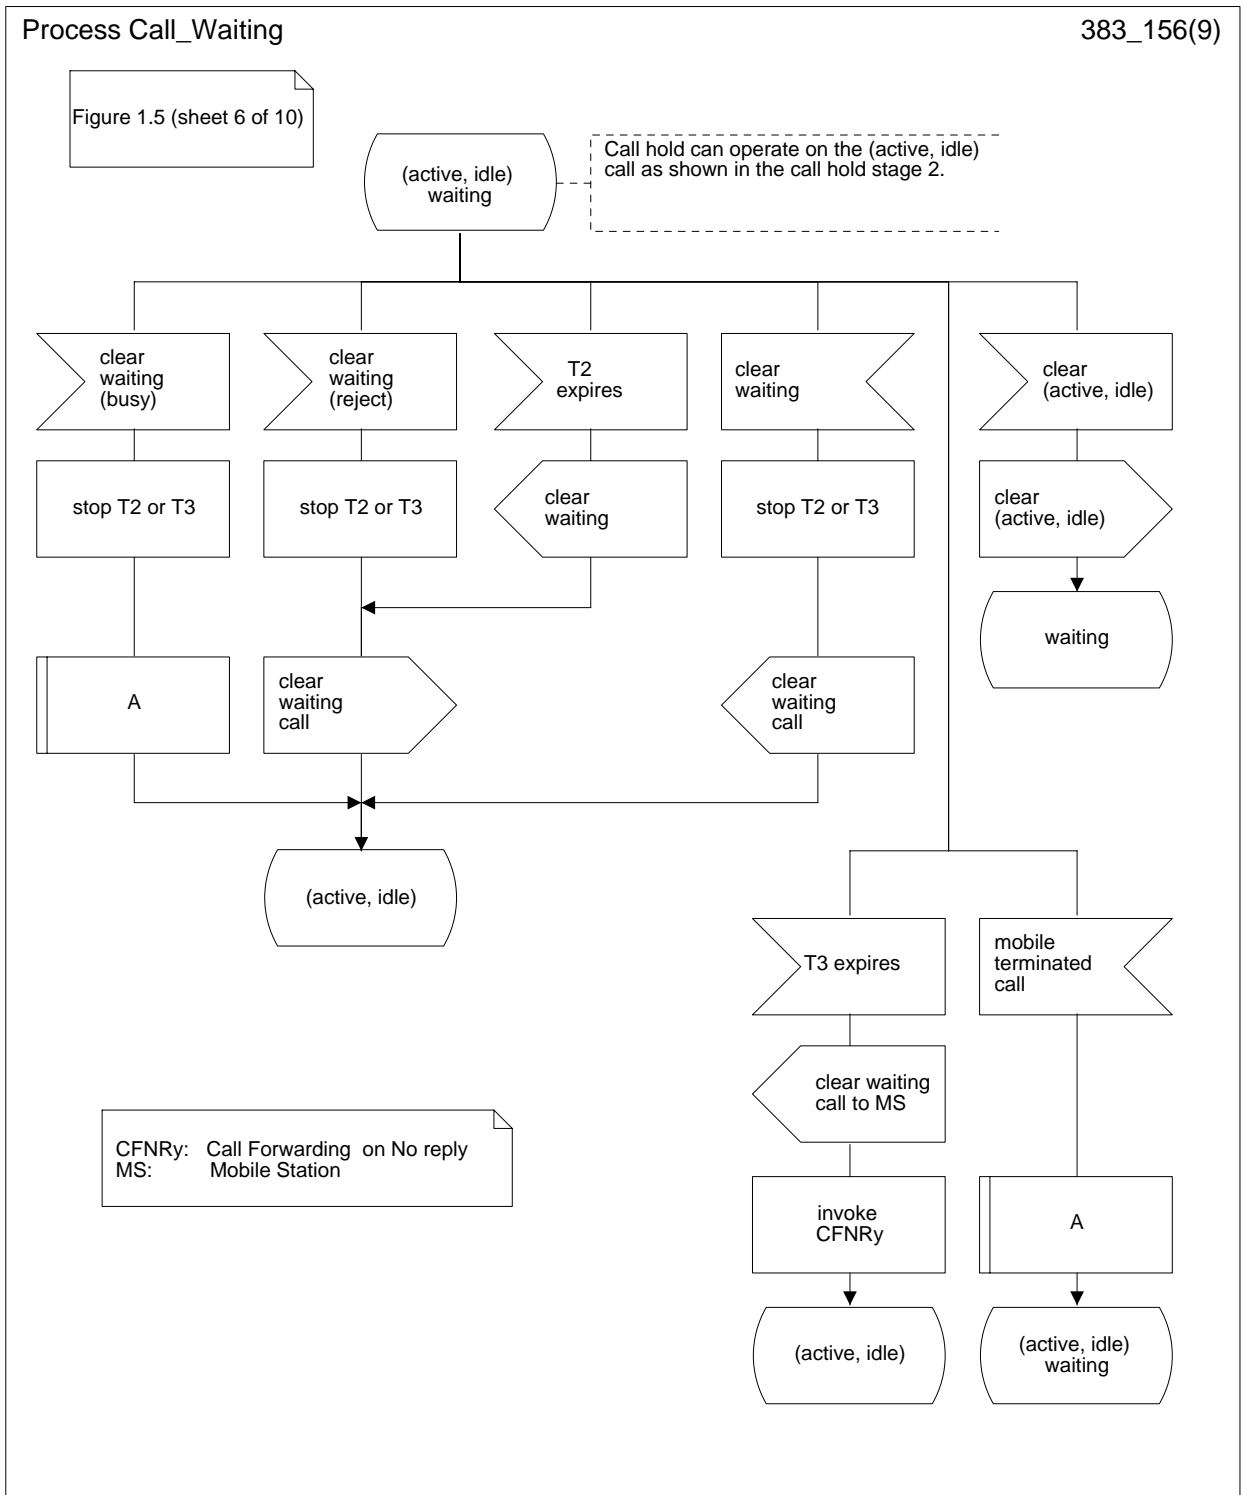 Process Call_Waiting
383_156(9)
Figure 1.5 (sheet 6 of 10)
(active, idle)
waiting
Call hold can operate on the (active, idle)
call as shown in the call hold stage 2.
clear
waiting
(busy)
clear
waiting
(reject)
T2
expires
clear
waiting
clear
(active, idle)
stop T2 or T3
stop T2 or T3
clear
waiting
stop T2 or T3
clear
(active, idle)
waiting
A
clear
waiting
call
clear
waiting
call
(active, idle)
T3 expires
mobile
terminated
call
clear waiting
call to MS
CFNRy: Call Forwarding on No reply
MS: Mobile Station
invoke
CFNRy
A
(active, idle)
(active, idle)
waiting